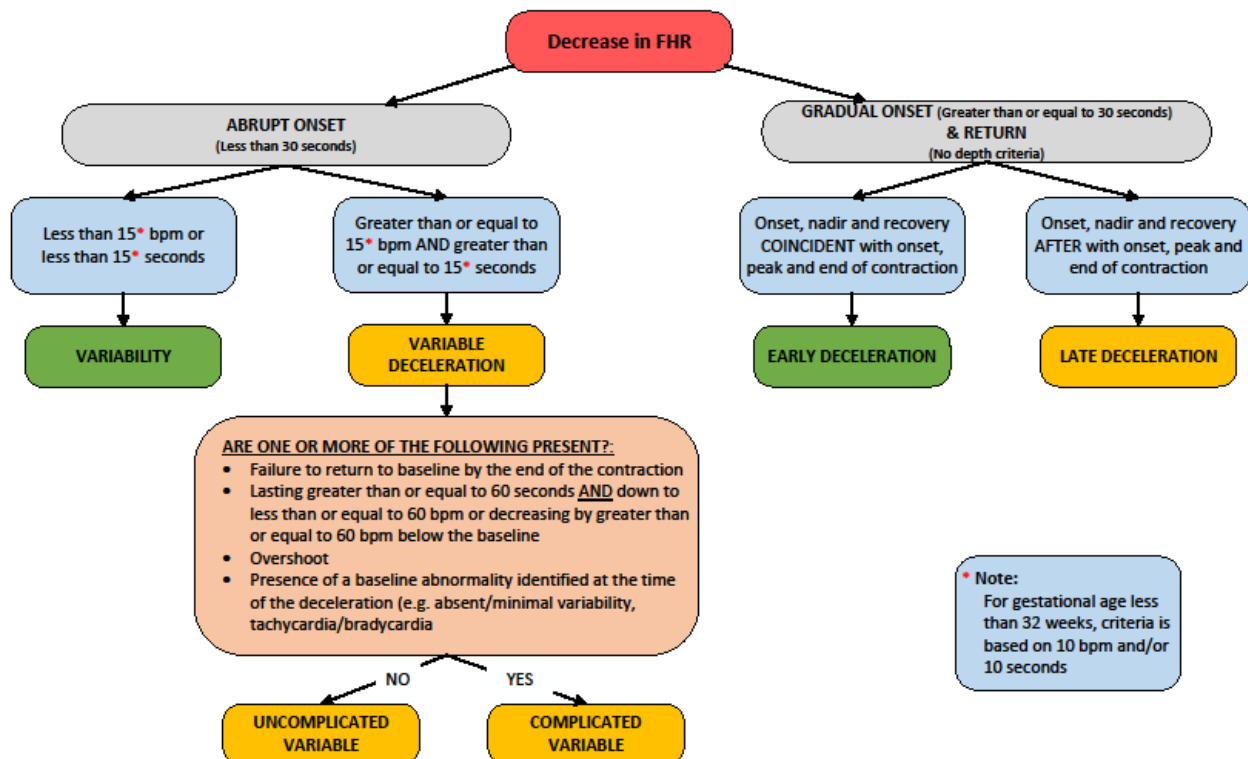 Decrease in FHR
ABRUPT ONSET
(Less than 30 seconds)
GRADUAL ONSET (Greater than or equal to 30 seconds)
& RETURN
(No depth criteria)
Less than 15* bpm or
less than 15* seconds
Greater than or equal to
15* bpm AND greater than
or equal to 15* seconds
Onset, nadir and recovery
COINCIDENT with onset,
peak and end of contraction
Onset, nadir and recovery
AFTER with onset, peak and
end of contraction
VARIABILITY
VARIABLE
DECELERATION
EARLY DECELERATION
LATE DECELERATION
ARE ONE OR MORE OF THE FOLLOWING PRESENT?:
• Failure to return to baseline by the end of the contraction
• Lasting greater than or equal to 60 seconds AND down to
less than or equal to 60 bpm or decreasing by greater than
or equal to 60 bpm below the baseline
• Overshoot
• Presence of a baseline abnormality identified at the time
of the deceleration (e.g. absent/minimal variability,
tachycardia/bradycardia
* Note:
For gestational age less
than 32 weeks, criteria is
based on 10 bpm and/or
10 seconds
NO
YES
UNCOMPLICATED
VARIABLE
COMPLICATED
VARIABLE